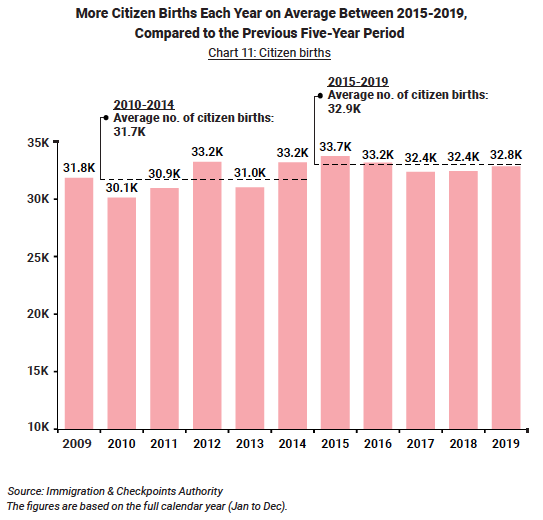 More Citizen Births Each Year on Average Between 2015-2019,
Compared to the Previous Five-Year Period
Chart 11: Citizen births
2015-2019
Average no. of citizen births:
32.9K
2010-2014
Average no. of citizen births:
31.7K
35K
30K
25K
20K
15K
10K
31.8K
30.1K
30.9K
33.2K
31.0K
33.2K
33.7K
33.2K
32.4K
32.4K
32.8K
2009 2010 2011 2012 2013 2014 2015 2016 2017 2018 2019
Source: Immigration & Checkpoints Authority
The figures are based on the full calendar year (Jan to Dec).